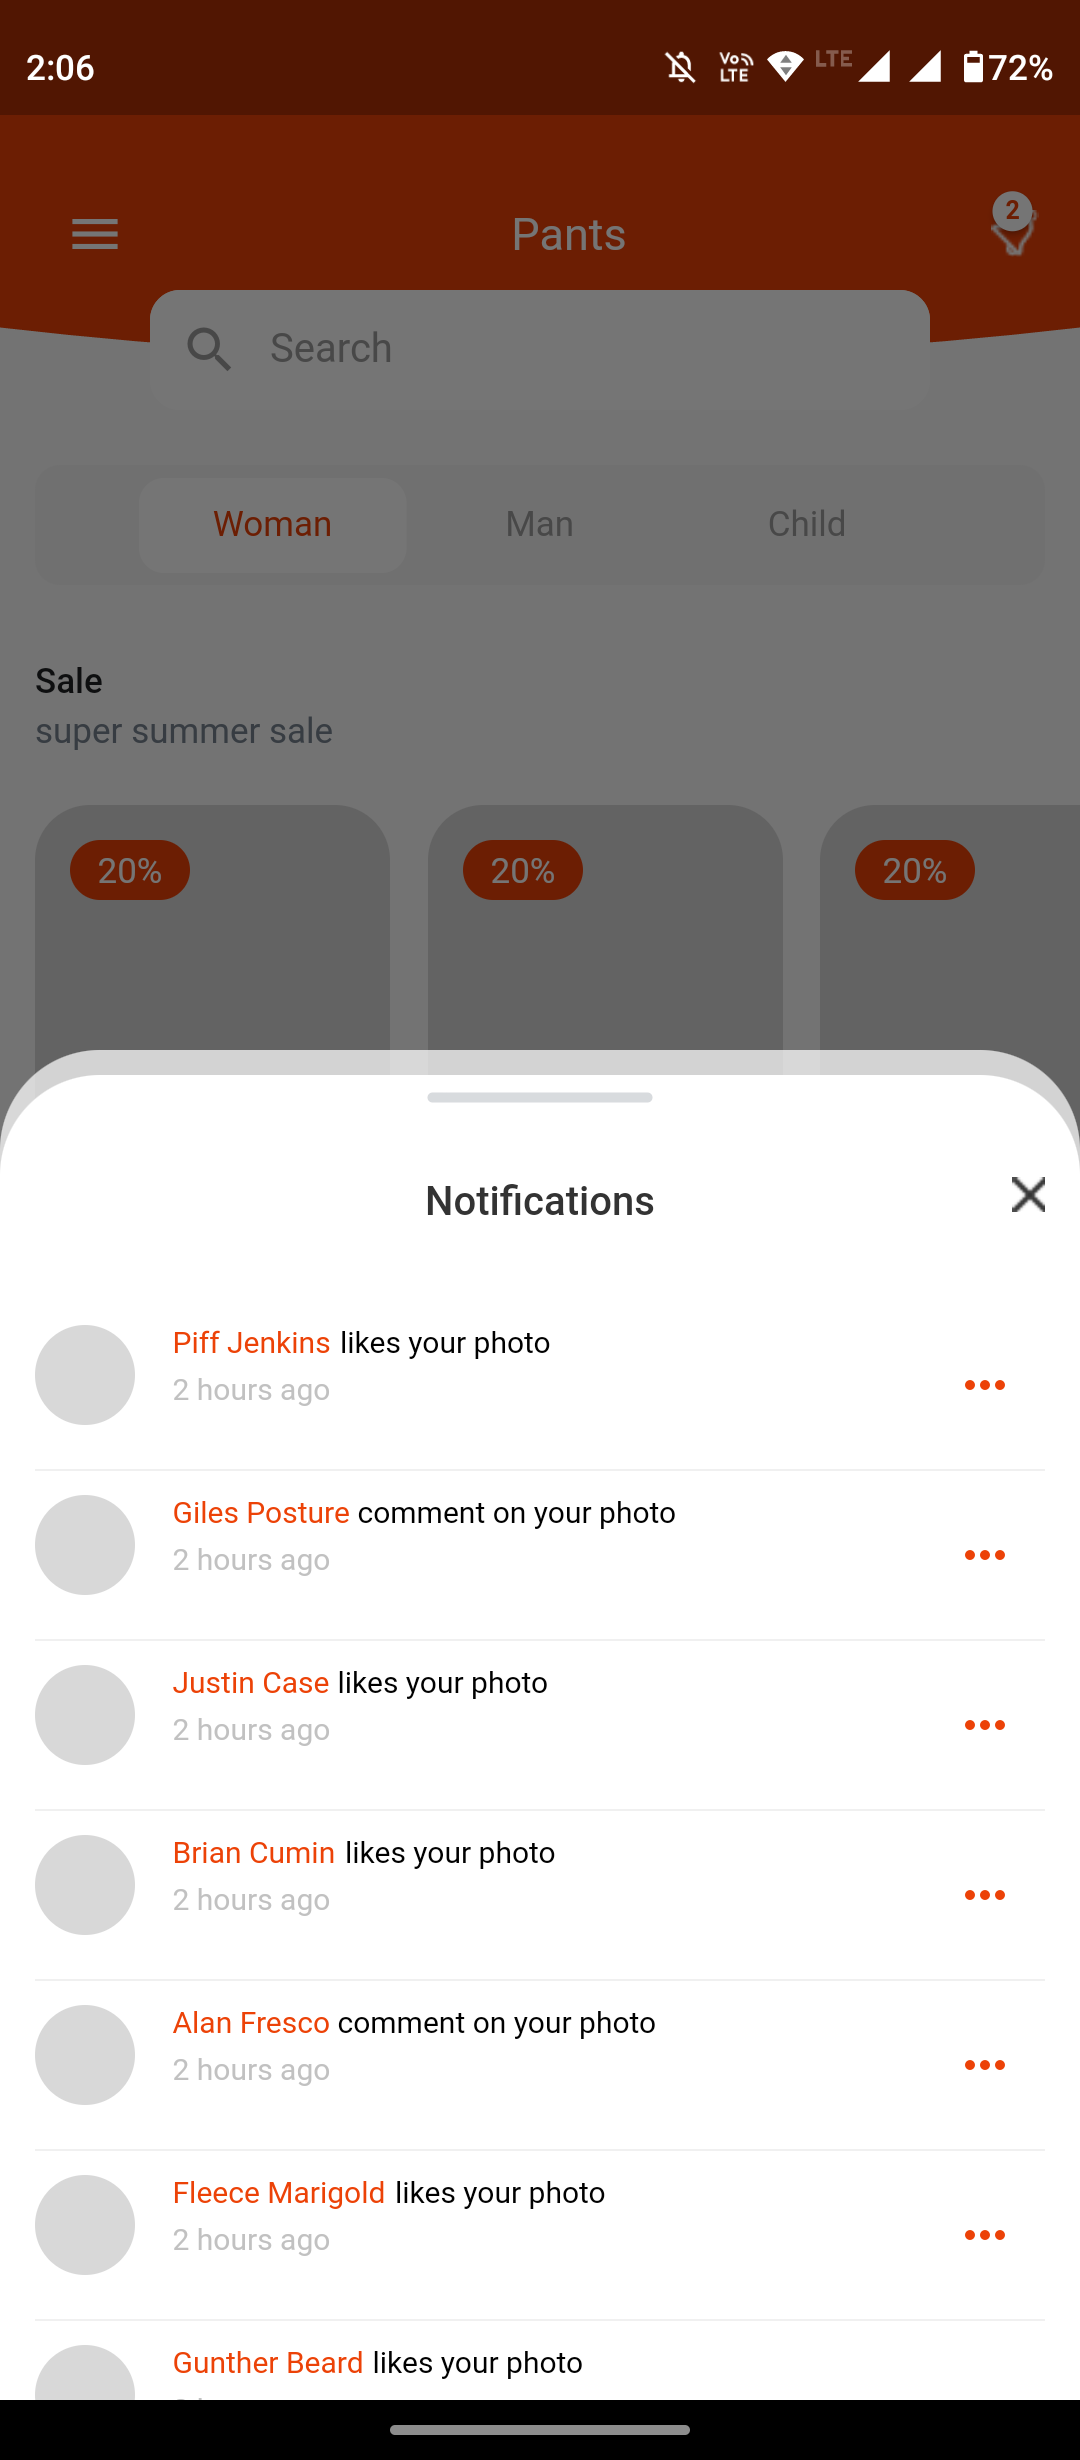 2:06
Vo
LTE
LTE
72%
Pants
2
Search
Woman Man Child
Sale
super summer sale
20% 20% 20%
Notifications
Piff Jenkins likes your photo
2 hours ago
Giles Posture comment on your photo
2 hours ago
Justin Case likes your photo
2 hours ago
Brian Cumin likes your photo
2 hours ago
Alan Fresco comment on your photo
2 hours ago
Fleece Marigold likes your photo
2 hours ago
Gunther Beard likes your photo